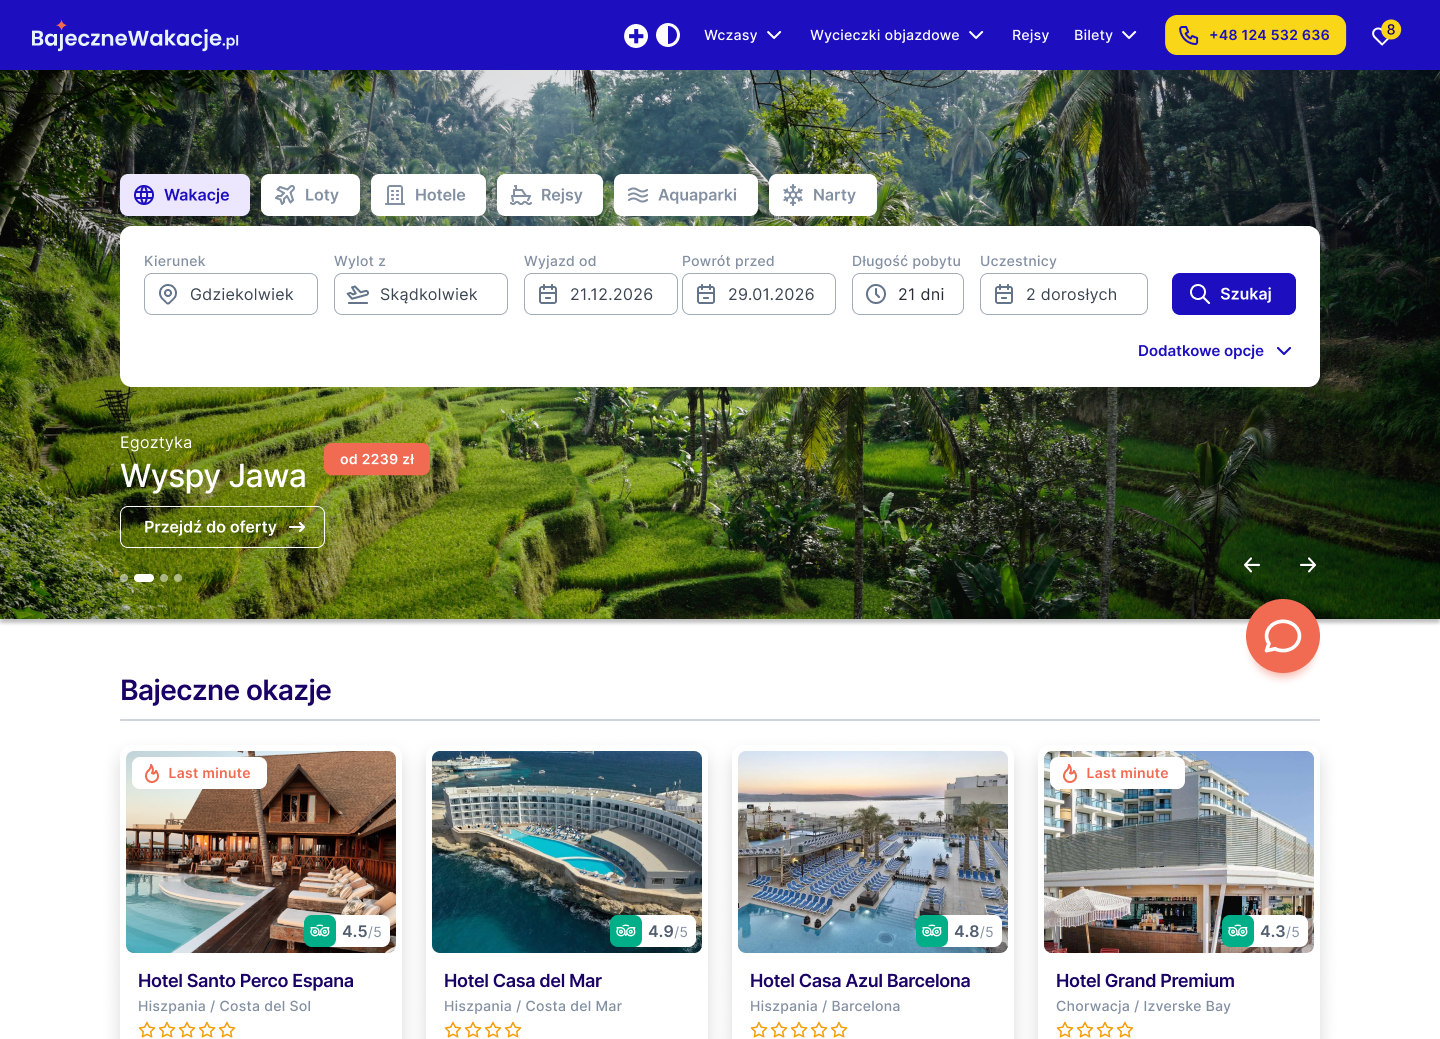 BajeczneWakacje.pl
Wczasy
Wycieczki objazdowe
Rejsy
Bilety
+48 124 532 636
8
Wakacje
Loty
Hotele
Rejsy
Aquaparki
Narty
Kierunek
Gdziekolwiek
Wylot z
Skądkolwiek
Wyjazd od
21.12.2026
Powrót przed
29.01.2026
Długość pobytu
21 dni
Uczestnicy
2 dorosłych
Szukaj
Dodatkowe opcje
Egoztyka
Wyspy Jawa
od 2239 zł
Przejdź do oferty
Bajeczne okazje
Last minute
4.5/5
Hotel Santo Perco Espana
Hiszpania / Costa del Sol
4.9/5
Hotel Casa del Mar
Hiszpania / Costa del Mar
4.8/5
Hotel Casa Azul Barcelona
Hiszpania / Barcelona
Last minute
4.3/5
Hotel Grand Premium
Chorwacja / Izverske Bay